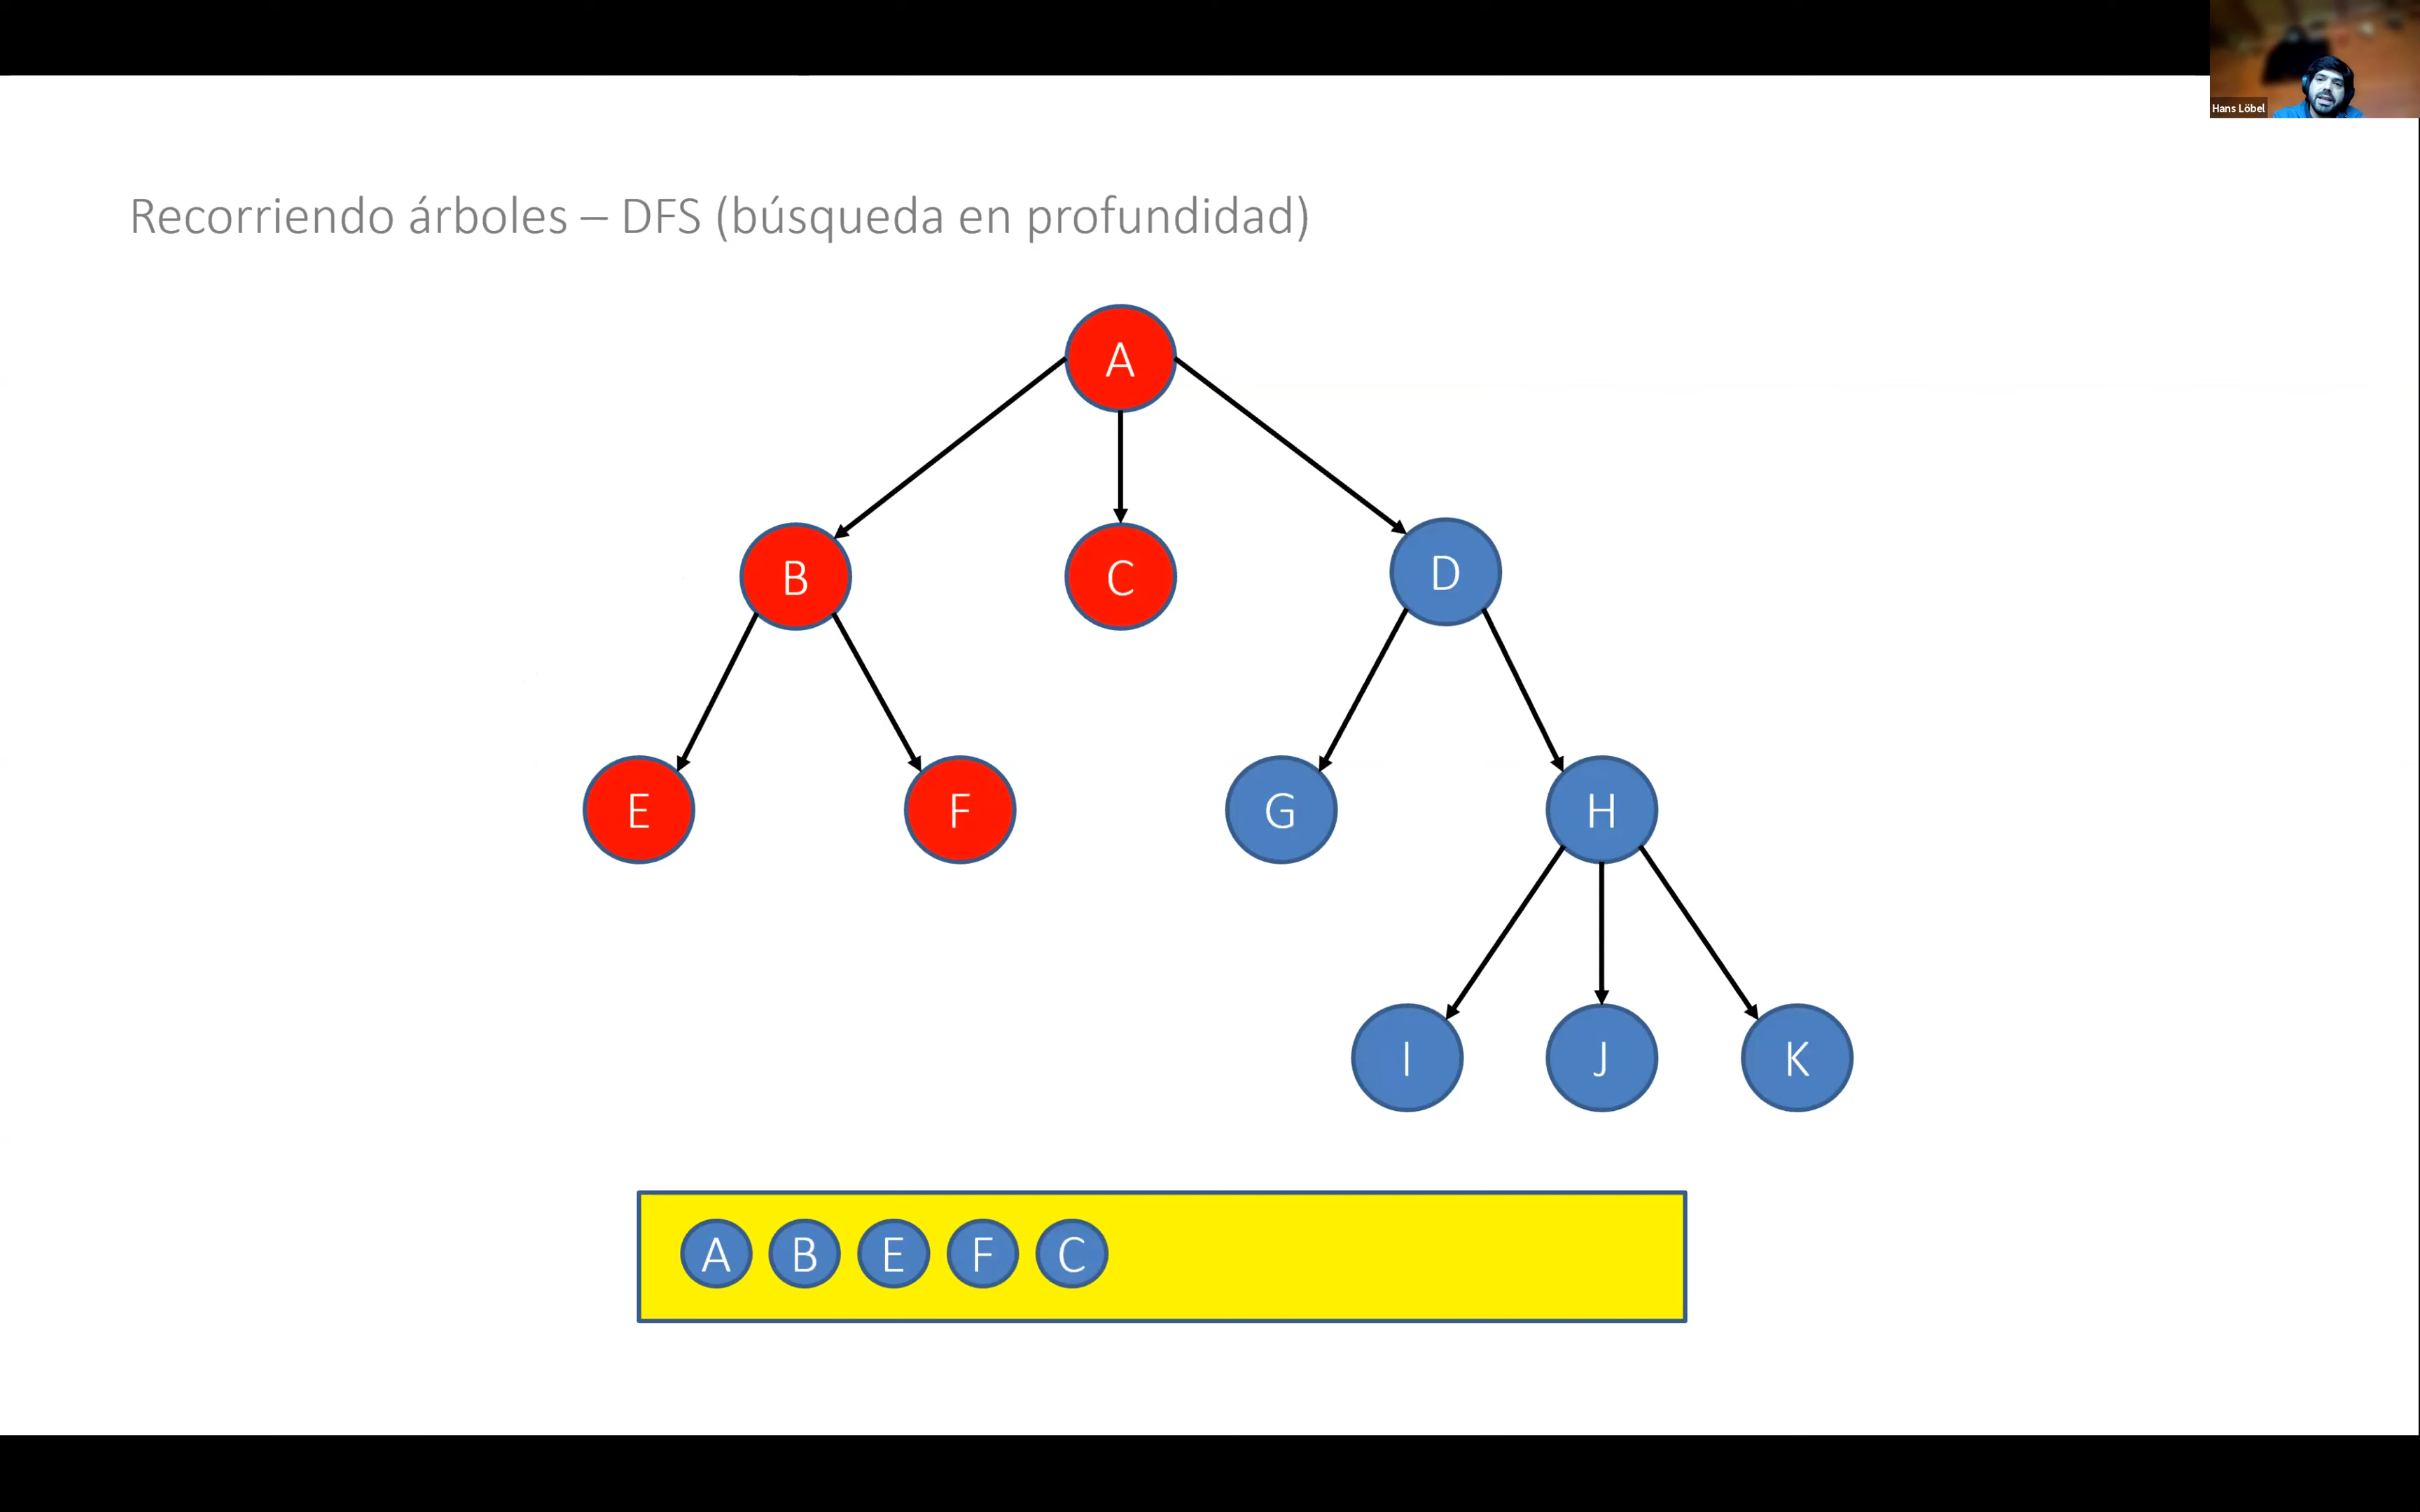 Hans Löbel
Recorriendo árboles – DFS (búsqueda en profundidad)
A
B C D
E F G H
I J K
A B E F C